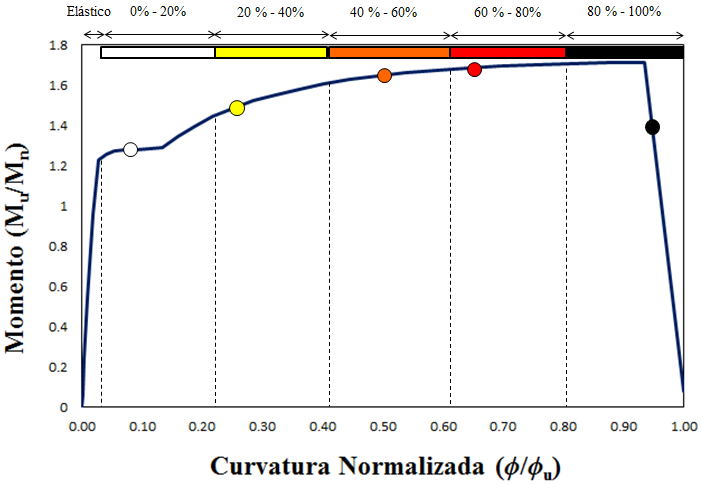 Elástico 0% - 20% 20 % - 40% 40 % - 60% 60 % - 80% 80 % - 100%
1.8
1.6
1.4
1.2
1
0.8
0.6
0.4
0.2
0
Momento (Mu/Mn)
0.00 0.10 0.20 0.30 0.40 0.50 0.60 0.70 0.80 0.90 1.00
Curvatura Normalizada (ϕ/ϕu)